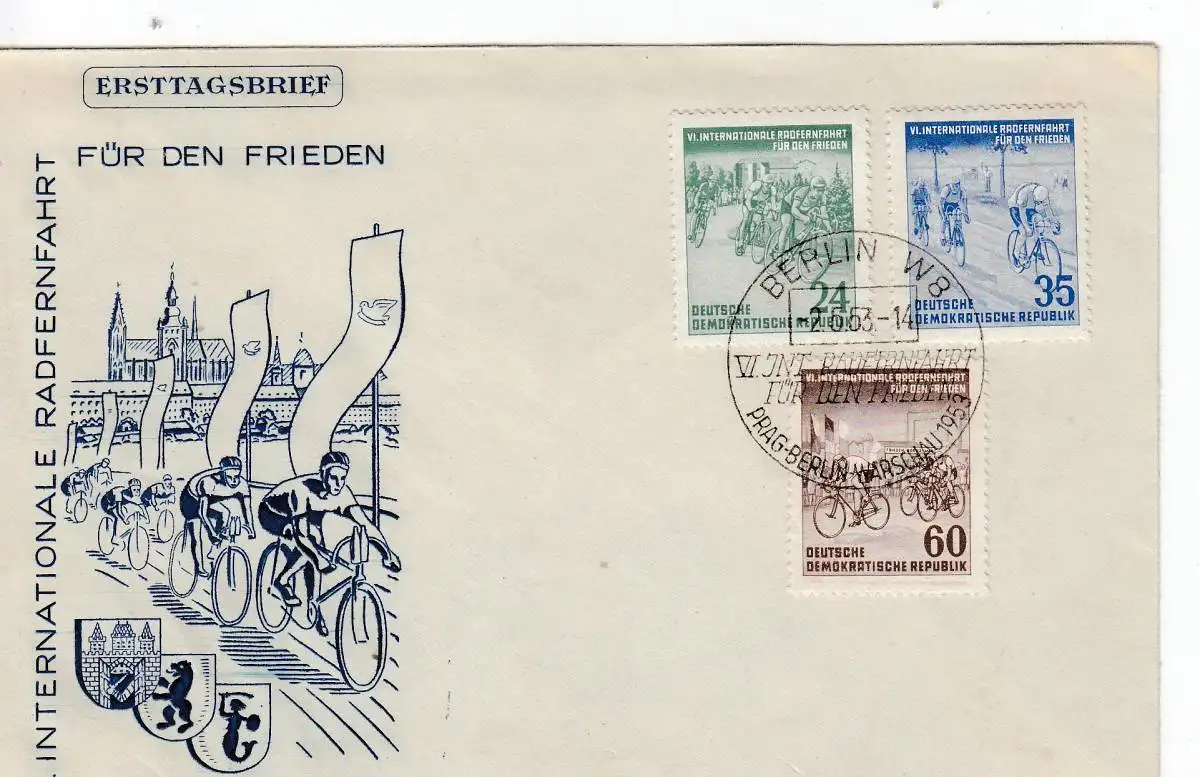 ERSTTAGSBRIEF
FÜR DEN FRIEDEN
. INTERNATIONALE RADFERNFAHRT
VI. INTERNATIONALE RADFERNFAHRT
FÜR DEN FRIEDEN
24
DEUTSCHE
DEMOKRATISCHE REPUBLIK
VI. INTERNATIONALE RADFERNFAHRT
FÜR DEN FRIEDEN
35
DEUTSCHE
DEMOKRATISCHE REPUBLIK
BERLIN W8
-14
VI. INT. RADFERNFAHRT
FÜR DEN FRIEDEN
PRAG-BERLIN-WARSCHAU 1953
VI. INTERNATIONALE RADFERNFAHRT
FÜR DEN FRIEDEN
60
DEUTSCHE
DEMOKRATISCHE REPUBLIK